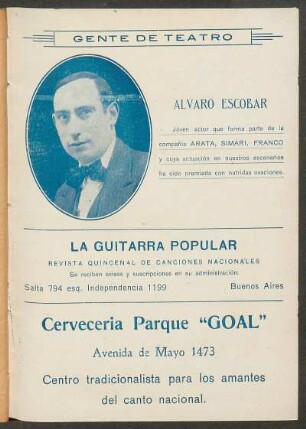 GENTE DE TEATRO
ALVARO ESCOBAR
Jóven actor que forma parte de la
compañía ARATA, SIMARI, FRANCO
y cuya actuación en nuestros escenarios
ha sido premiada con nutridas ovaciones.
LA GUITARRA POPULAR
REVISTA QUINCENAL DE CANCIONES NACIONALES
Se reciben avisos y suscripciones en su administración:
Salta 794 esq. Independencia 1199 Buenos Aires
Cerveceria Parque "GOAL"
Avenida de Mayo 1473
Centro tradicionalista para los amantes
del canto nacional.